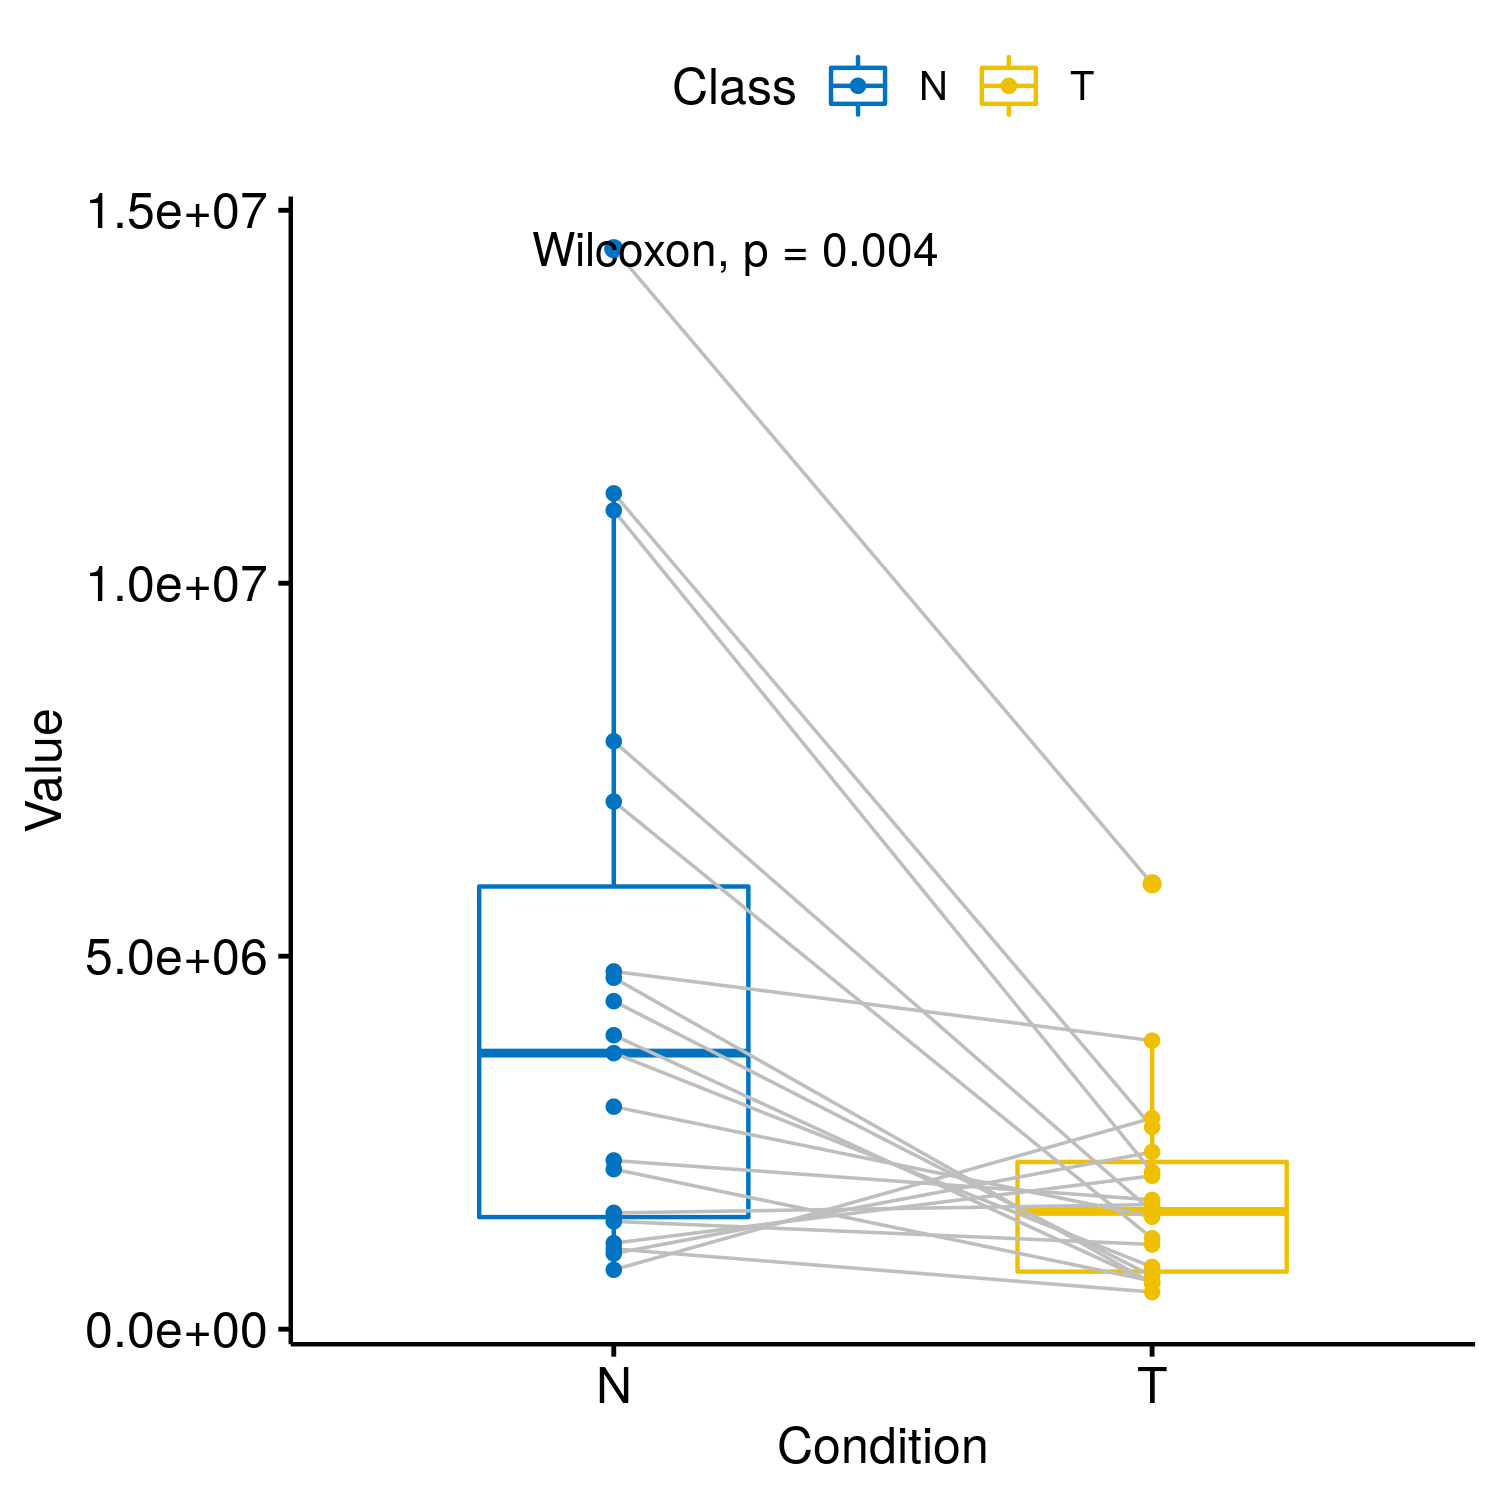 Class N T
1.5e+07
Wilcoxon, p = 0.004
1.0e+07
Value
5.0e+06
0.0e+00
N T
Condition